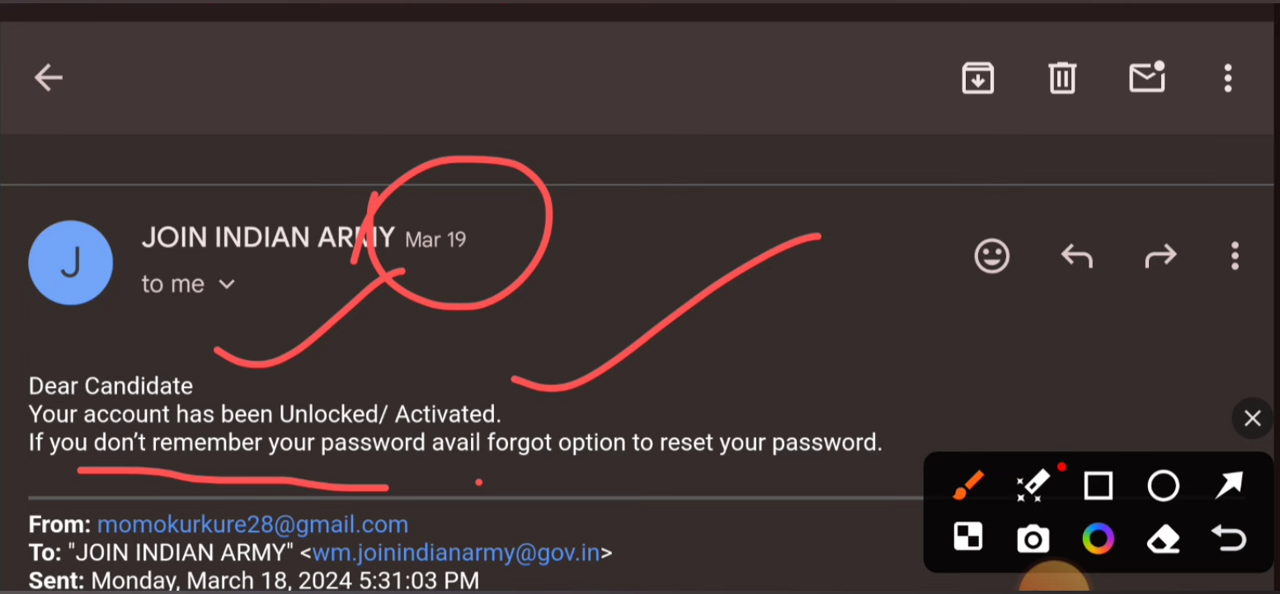 J
JOIN INDIAN ARMY Mar 19
to me
Dear Candidate
Your account has been Unlocked/ Activated.
If you don't remember your password avail forgot option to reset your password.
From: momokurkure28@gmail.com
To: "JOIN INDIAN ARMY" <wm.joinindianarmy@gov.in>
Sent: Monday, March 18, 2024 5:31:03 PM